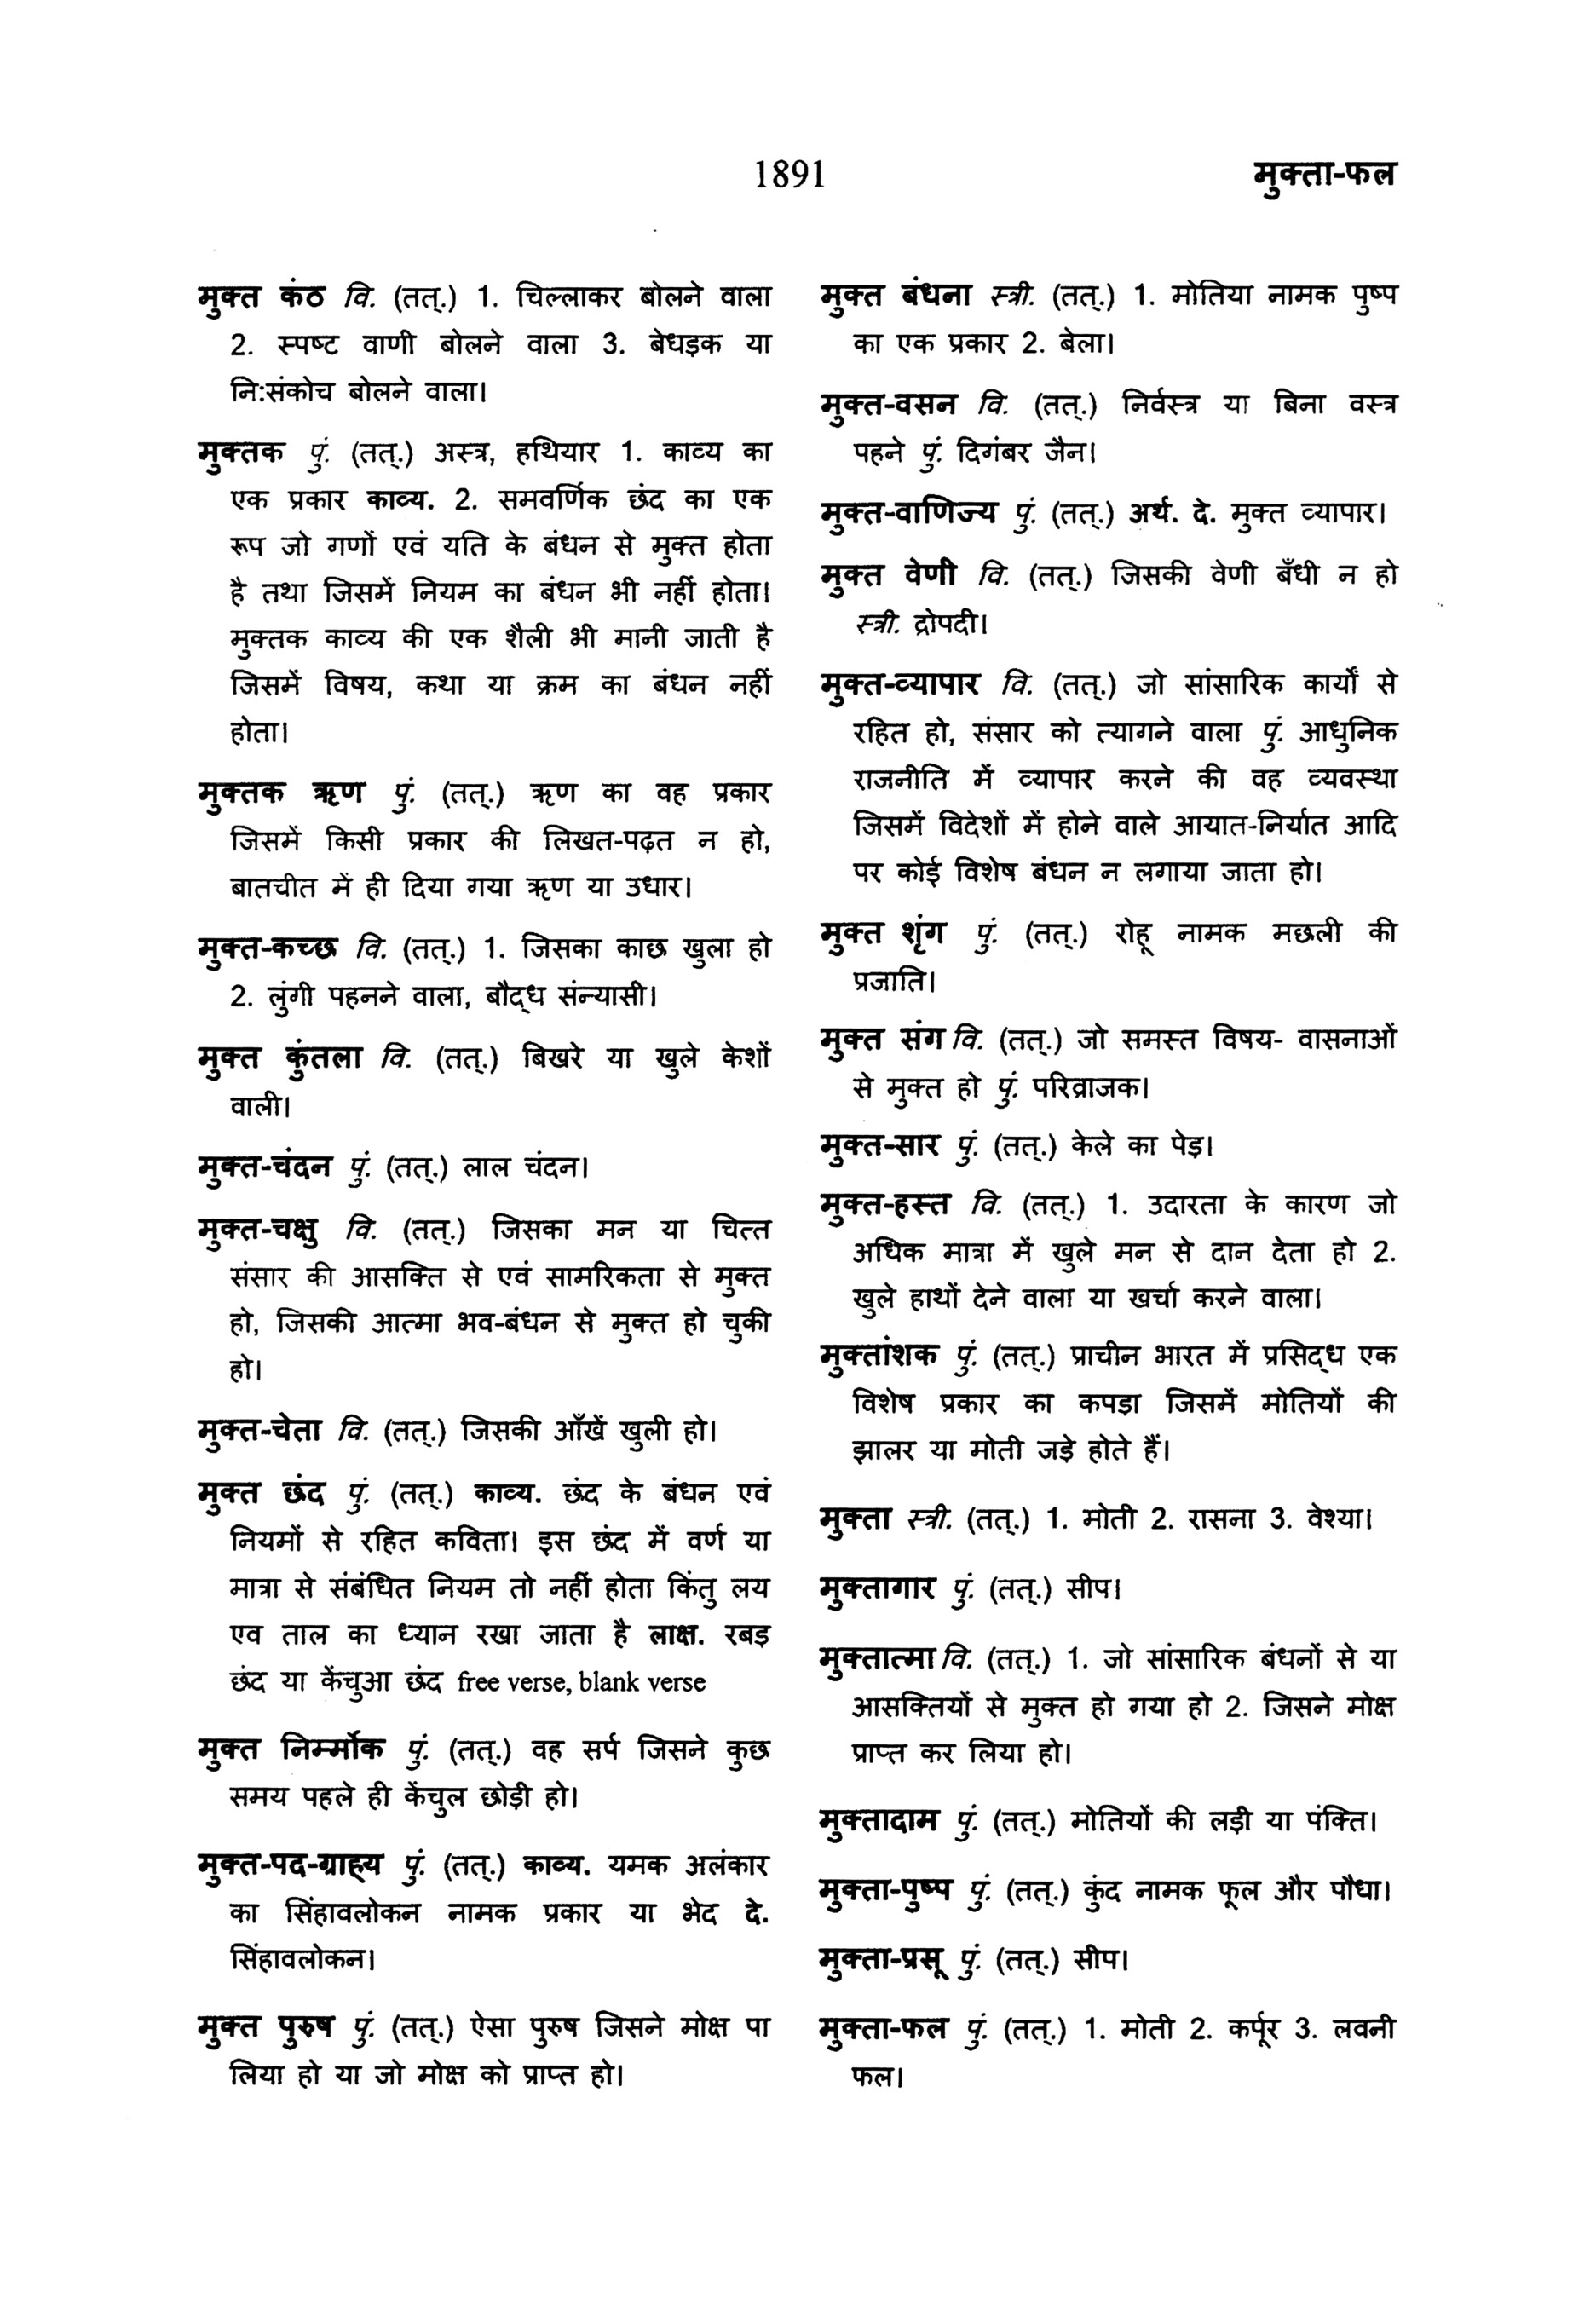 1891
मुक्ता-फल
मुक्त कंठ वि. (तत्.) 1. चिल्लाकर बोलने वाला
2. स्पष्ट वाणी बोलने वाला 3. बेधड़क या
नि:संकोच बोलने वाला।
मुक्तक पुं. (तत्.) अस्त्र, हथियार 1. काव्य का
एक प्रकार काव्य. 2. समवर्णिक छंद का एक
रूप जो गणों एवं यति के बंधन से मुक्त होता
है तथा जिसमें नियम का बंधन भी नहीं होता।
मुक्तक काव्य की एक शैली भी मानी जाती है
जिसमें विषय, कथा या क्रम का बंधन नहीं
होता।
मुक्तक ऋण पुं. (तत्.) ऋण का वह प्रकार
जिसमें किसी प्रकार की लिखत-पढ़त न हो,
बातचीत में ही दिया गया ऋण या उधार।
मुक्त-कच्छ वि. (तत्.) 1. जिसका काछ खुला हो
2. लुंगी पहनने वाला, बौद्ध संन्यासी।
मुक्त कुंतला वि. (तत्.) बिखरे या खुले केशों
वाली।
मुक्त-चंदन पुं. (तत्.) लाल चंदन।
मुक्त-चक्षु वि. (तत्.) जिसका मन या चित्त
संसार की आसक्ति से एवं सामरिकता से मुक्त
हो, जिसकी आत्मा भव-बंधन से मुक्त हो चुकी
हो।
मुक्त-चेता वि. (तत्.) जिसकी आँखें खुली हो।
मुक्त छंद पुं. (तत्.) काव्य. छंद के बंधन एवं
नियमों से रहित कविता। इस छंद में वर्ण या
मात्रा से संबंधित नियम तो नहीं होता किंतु लय
एव ताल का ध्यान रखा जाता है लाक्ष. रबड़
छंद या केंचुआ छंद free verse, blank verse
मुक्त निर्म्मोक पुं. (तत्.) वह सर्प जिसने कुछ
समय पहले ही केंचुल छोड़ी हो।
मुक्त-पद-ग्राह्य पुं. (तत्.) काव्य. यमक अलंकार
का सिंहावलोकन नामक प्रकार या भेद दे.
सिंहावलोकन।
मुक्त पुरुष पुं. (तत्.) ऐसा पुरुष जिसने मोक्ष पा
लिया हो या जो मोक्ष को प्राप्त हो।
मुक्त बंधना स्त्री. (तत्.) 1. मोतिया नामक पुष्प
का एक प्रकार 2. बेला।
मुक्त-वसन वि. (तत्.) निर्वस्त्र या बिना वस्त्र
पहने पुं. दिगंबर जैन।
मुक्त-वाणिज्य पुं. (तत्.) अर्थ. दे. मुक्त व्यापार।
मुक्त वेणी वि. (तत्.) जिसकी वेणी बँधी न हो
स्त्री. द्रोपदी।
मुक्त-व्यापार वि. (तत्.) जो सांसारिक कार्यों से
रहित हो, संसार को त्यागने वाला पुं. आधुनिक
राजनीति में व्यापार करने की वह व्यवस्था
जिसमें विदेशों में होने वाले आयात-निर्यात आदि
पर कोई विशेष बंधन न लगाया जाता हो।
मुक्त शृंग पुं. (तत्.) रोहू नामक मछली की
प्रजाति।
मुक्त संग वि. (तत्.) जो समस्त विषय- वासनाओं
से मुक्त हो पुं. परिव्राजक।
मुक्त-सार पुं. (तत्.) केले का पेड़।
मुक्त-हस्त वि. (तत्.) 1. उदारता के कारण जो
अधिक मात्रा में खुले मन से दान देता हो 2.
खुले हाथों देने वाला या खर्चा करने वाला।
मुक्तांशक पुं. (तत्.) प्राचीन भारत में प्रसिद्ध एक
विशेष प्रकार का कपड़ा जिसमें मोतियों की
झालर या मोती जड़े होते हैं।
मुक्ता स्त्री. (तत्.) 1. मोती 2. रासना 3. वेश्या।
मुक्तागार पुं. (तत्.) सीप।
मुक्तात्मा वि. (तत्.) 1. जो सांसारिक बंधनों से या
आसक्तियों से मुक्त हो गया हो 2. जिसने मोक्ष
प्राप्त कर लिया हो।
मुक्तादाम पुं. (तत्.) मोतियों की लड़ी या पंक्ति।
मुक्ता-पुष्प पुं. (तत्.) कुंद नामक फूल और पौधा।
मुक्ता-प्रसू पुं. (तत्.) सीप।
मुक्ता-फल पुं. (तत्.) 1. मोती 2. कर्पूर 3. लवनी
फल।